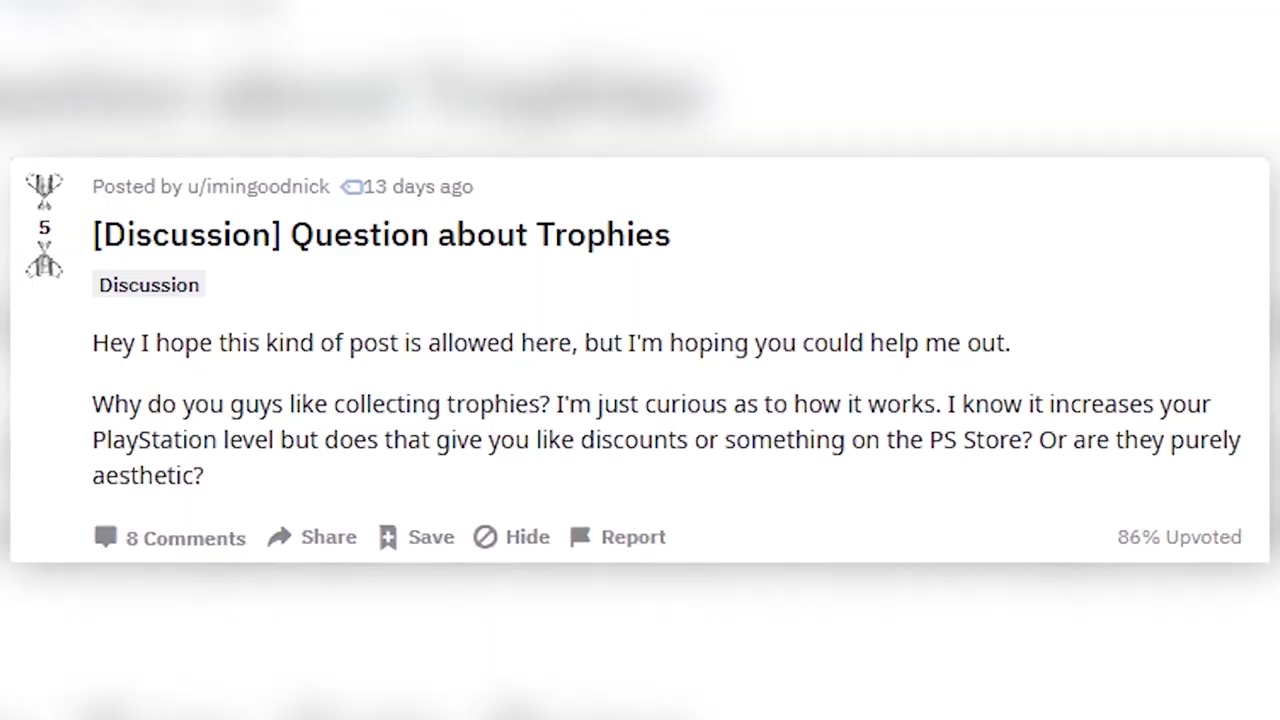 Posted by u/imingoodnick 13 days ago
5
[Discussion] Question about Trophies
Discussion
Hey I hope this kind of post is allowed here, but I'm hoping you could help me out.
Why do you guys like collecting trophies? I'm just curious as to how it works. I know it increases your
PlayStation level but does that give you like discounts or something on the PS Store? Or are they purely
aesthetic?
8 Comments Share Save Hide Report 86% Upvoted